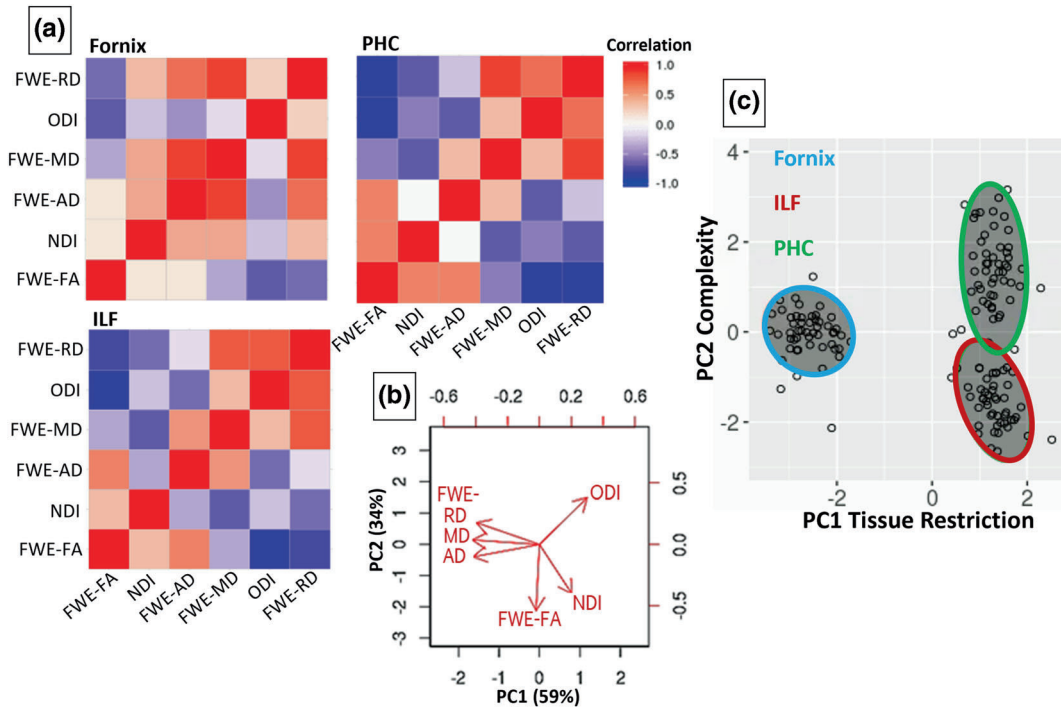 (a)
Fornix
FWE-RD
ODI
FWE-MD
FWE-AD
NDI
FWE-FA
PHC
FWE-FA
NDI
FWE-AD
FWE-MD
ODI
FWE-RD
Correlation
1.0
0.5
0.0
-0.5
-1.0
ILF
FWE-RD
ODI
FWE-MD
FWE-AD
NDI
FWE-FA
FWE-FA
NDI
FWE-AD
FWE-MD
ODI
FWE-RD
(b)
-0.6 -0.2 0.2 0.6
3
2
1
0
-1
-2
-3
PC2 (34%)
FWE-
RD
MD
AD
ODI
NDI
FWE-FA
0.5
0.0
-0.5
-2 -1 0 1 2
PC1 (59%)
(c)
Fornix
ILF
PHC
4
2
0
-2
PC2 Complexity
-2 0 2
PC1 Tissue Restriction